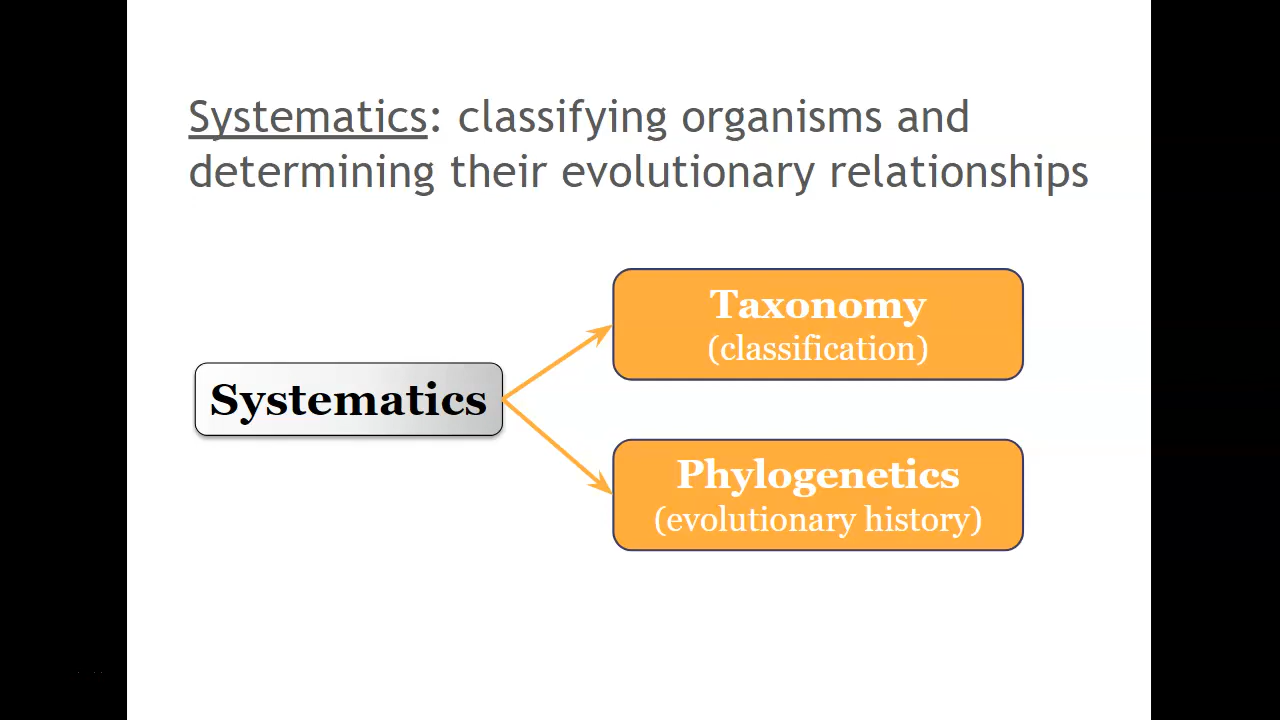 Systematics: classifying organisms and
determining their evolutionary relationships
Taxonomy
(classification)
Systematics
Phylogenetics
(evolutionary history)